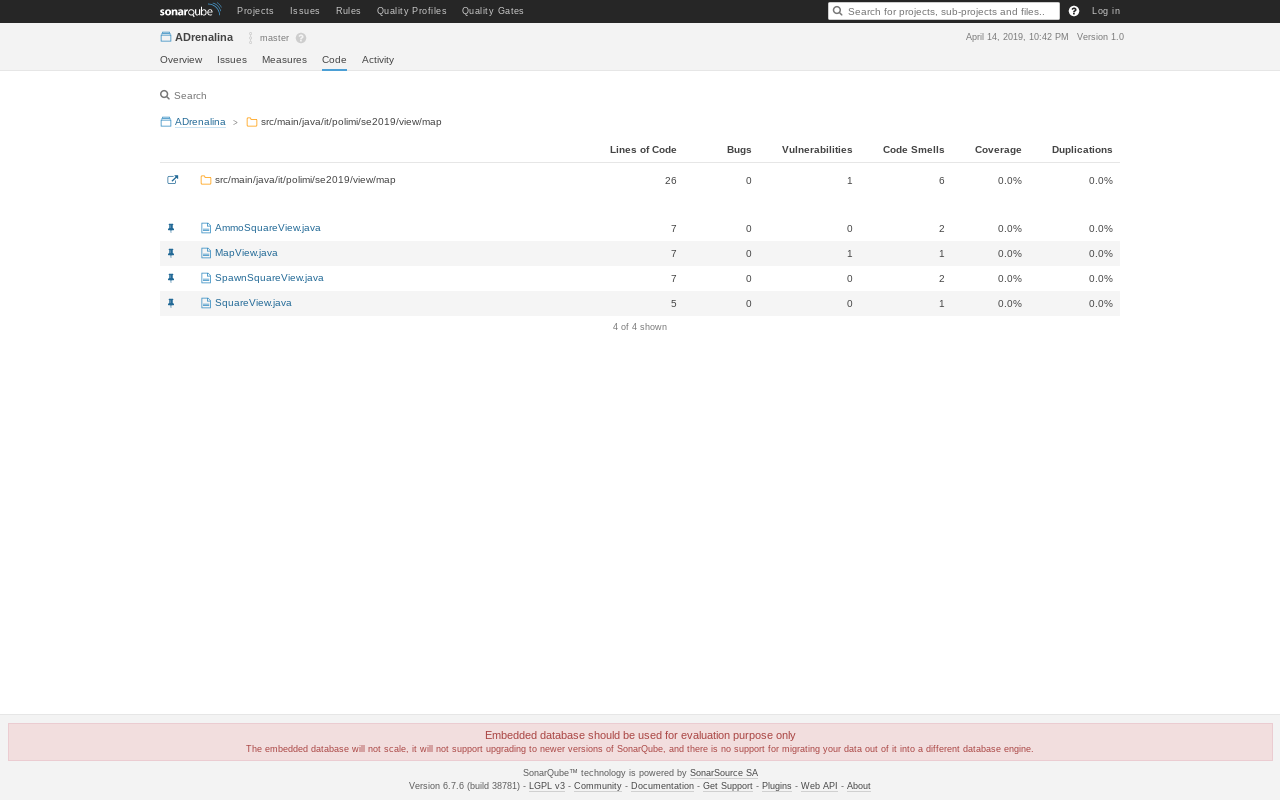 sonarqube Projects Issues Rules Quality Profiles Quality Gates Search for projects, sub-projects and files.. Log in
ADrenalina master April 14, 2019, 10:42 PM Version 1.0
Overview Issues Measures Code Activity
Search
ADrenalina > src/main/java/it/polimi/se2019/view/map
Lines of Code Bugs Vulnerabilities Code Smells Coverage Duplications
src/main/java/it/polimi/se2019/view/map 26 0 1 6 0.0% 0.0%
AmmoSquareView.java 7 0 0 2 0.0% 0.0%
MapView.java 7 0 1 1 0.0% 0.0%
SpawnSquareView.java 7 0 0 2 0.0% 0.0%
SquareView.java 5 0 0 1 0.0% 0.0%
4 of 4 shown
Embedded database should be used for evaluation purpose only
The embedded database will not scale, it will not support upgrading to newer versions of SonarQube, and there is no support for migrating your data out of it into a different database engine.
SonarQube™ technology is powered by SonarSource SA
Version 6.7.6 (build 38781) - LGPL v3 - Community - Documentation - Get Support - Plugins - Web API - About